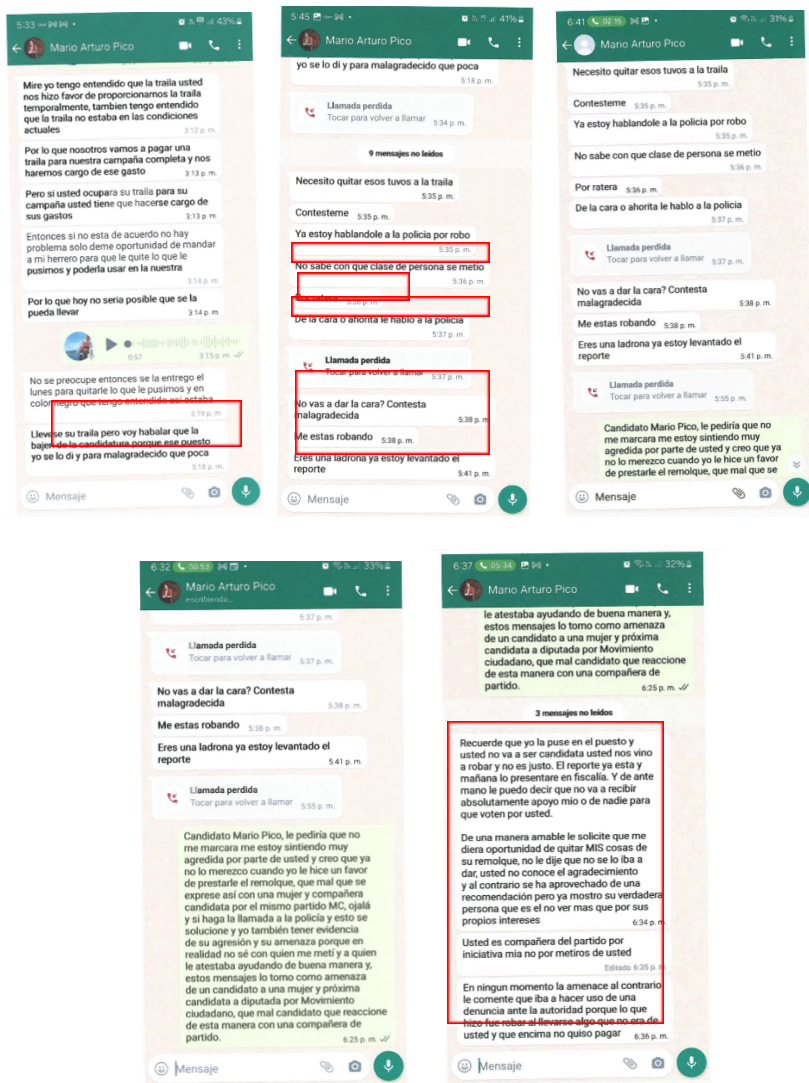 5:33
43%
Mario Arturo Pico
Mire yo tengo entendido que la traila usted
nos hizo favor de proporcionamos la traila
temporalmente, tambien tengo entendido
que la traila no estaba en las condiciones
actuales
3:12 p. m.
Por lo que nosotros vamos a pagar una
traila para nuestra campaña completa y nos
haremos cargo de ese gasto
3:13 p. m.
Pero si usted ocupara su traila para su
campaña usted tiene que hacerse cargo de
sus gastos
3:13 p. m.
Entonces si no esta de acuerdo no hay
problema solo deme oportunidad de mandar
a mi herrero para que le quite lo que le
pusimos y poderla usar en la nuestra
3:14 p. m.
Por lo que hoy no seria posible que se la
pueda llevar
3:14 p. m.
0:57
3:15 p. m.
No se preocupe entonces se la entrego el
lunes para quitarle lo que le pusimos y en
color negro que tengo entendido asi estaba
3:19 p. m.
Llevese su traila pero voy habalar que la
bajen de la candidatura porque ese puesto
yo se lo di y para malagradecido que poca
5:18 p. m.
Mensaje
5:45
41%
Mario Arturo Pico
yo se lo di y para malagradecido que poca
5:18 p. m.
Llamada perdida
Tocar para volver a llamar
5:34 p. m.
9 mensajes no leídos
Necesito quitar esos tuvos a la traila
5:35 p. m.
Contesteme
5:35 p. m.
Ya estoy hablandole a la policia por robo
5:35 p. m.
No sabe con que clase de persona se metio
5:36 p. m.
5:36 p. m.
De la cara o ahorita le hablo a la policia
5:37 p. m.
Llamada perdida
Tocar para volver a llamar
5:37 p. m.
No vas a dar la cara? Contesta
malagradecida
5:38 p. m.
Me estas robando
5:38 p. m.
Eres una ladrona ya estoy levantado el
reporte
5:41 p. m.
Mensaje
6:41
02:15
31%
Mario Arturo Pico
Necesito quitar esos tuvos a la traila
5:35 p. m.
Contesteme
5:35 p. m.
Ya estoy hablandole a la policia por robo
5:35 p. m.
No sabe con que clase de persona se metio
5:36 p. m.
Por ratera
5:36 p. m.
De la cara o ahorita le hablo a la policia
5:37 p. m.
Llamada perdida
Tocar para volver a llamar
5:37 p. m.
No vas a dar la cara? Contesta
malagradecida
5:38 p. m.
Me estas robando
5:38 p. m.
Eres una ladrona ya estoy levantado el
reporte
5:41 p. m.
Llamada perdida
Tocar para volver a llamar
5:55 p. m.
Candidato Mario Pico, le pediría que no
me marcara me estoy sintiendo muy
agredida por parte de usted y creo que ya
no lo merezco cuando yo le hice un favor
de prestarle el remolque, que mal que se
Mensaje
6:32
00:53
33%
Mario Arturo Pico
escribiendo...
5:37 p. m.
Llamada perdida
Tocar para volver a llamar
5:37 p. m.
No vas a dar la cara? Contesta
malagradecida
5:38 p. m.
Me estas robando
5:38 p. m.
Eres una ladrona ya estoy levantado el
reporte
5:41 p. m.
Llamada perdida
Tocar para volver a llamar
5:55 p. m.
Candidato Mario Pico, le pediría que no
me marcara me estoy sintiendo muy
agredida por parte de usted y creo que ya
no lo merezco cuando yo le hice un favor
de prestarle el remolque, que mal que se
exprese así con una mujer y compañera
candidata por el mismo partido MC, ojalá
y si haga la llamada a la policía y esto se
solucione y yo también tener evidencia
de su agresión y su amenaza porque en
realidad no sé con quien me metí y a quien
le atestaba ayudando de buena manera y,
estos mensajes lo tomo como amenaza
de un candidato a una mujer y próxima
candidata a diputada por Movimiento
ciudadano, que mal candidato que reaccione
de esta manera con una compañera de
partido.
6:25 p. m.
Mensaje
6:37
05:34
32%
Mario Arturo Pico
le atestaba ayudando de buena manera y,
estos mensajes lo tomo como amenaza
de un candidato a una mujer y próxima
candidata a diputada por Movimiento
ciudadano, que mal candidato que reaccione
de esta manera con una compañera de
partido.
6:25 p. m.
3 mensajes no leídos
Recuerde que yo la puse en el puesto y
usted no va a ser candidata usted nos vino
a robar y no es justo. El reporte ya esta y
mañana lo presentare en fiscalía. Y de ante
mano le puedo decir que no va a recibir
absolutamente apoyo mio o de nadie para
que voten por usted.
De una manera amable le solicite que me
diera oportunidad de quitar MIS cosas de
su remolque, no le dije que no se lo iba a
dar, usted no conoce el agradecimiento
y al contrario se ha aprovechado de una
recomendación pero ya mostro su verdadera
persona que es el no ver mas que por sus
propios intereses
6:34 p. m.
Usted es compañera del partido por
iniciativa mia no por metiros de usted
Editado 6:35 p. m.
En ningun momento la amenace al contrario
le comente que iba a hacer uso de una
denuncia ante la autoridad porque lo que
hizo fue robar al llevarse algo que no era de
usted y que encima no quiso pagar
6:36 p. m.
Mensaje